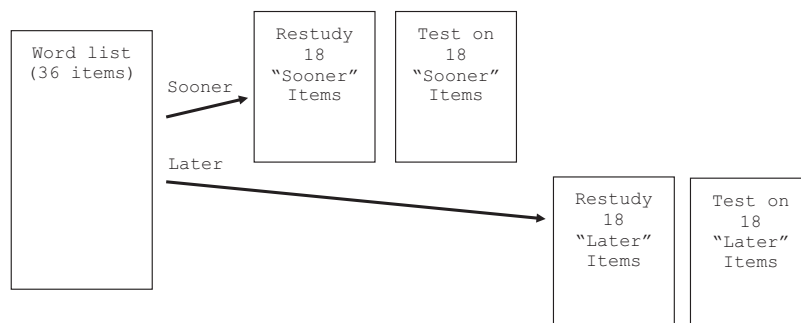 Word list
(36 items)
Sooner
Later
Restudy
18
“Sooner”
Items
Test on
18
“Sooner”
Items
Restudy
18
“Later”
Items
Test on
18
“Later”
Items